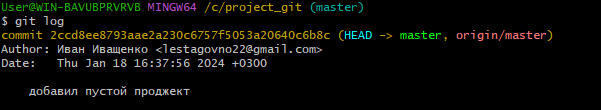 User@WIN-BAVUBPRVRVB MINGW64 /c/project_git (master)
$ git log
commit 2ccd8ee8793aae2a230c6757f5053a20640c6b8c (HEAD -> master, origin/master)
Author: Иван Иващенко <lestagovno22@gmail.com>
Date:   Thu Jan 18 16:37:56 2024 +0300
добавил пустой проджект